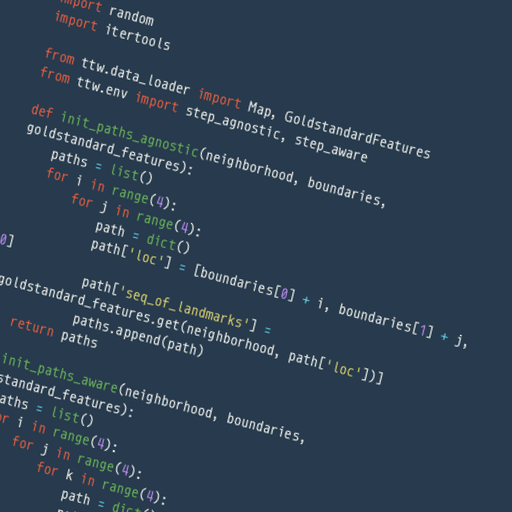 import random
import itertools
from ttw.data_loader import Map, GoldstandardFeatures
from ttw.env import step_agnostic, step_aware
def init_paths_agnostic(neighborhood, boundaries,
goldstandard_features):
paths = list()
for i in range(4):
for j in range(4):
path = dict()
path['loc'] = [boundaries[0] + i, boundaries[1] + j,
0]
path['seq_of_landmarks'] =
goldstandard_features.get(neighborhood, path['loc'])]
paths.append(path)
return paths
init_paths_aware(neighborhood, boundaries,
standard_features):
paths = list()
for i in range(4):
for j in range(4):
for k in range(4):
path = dict()